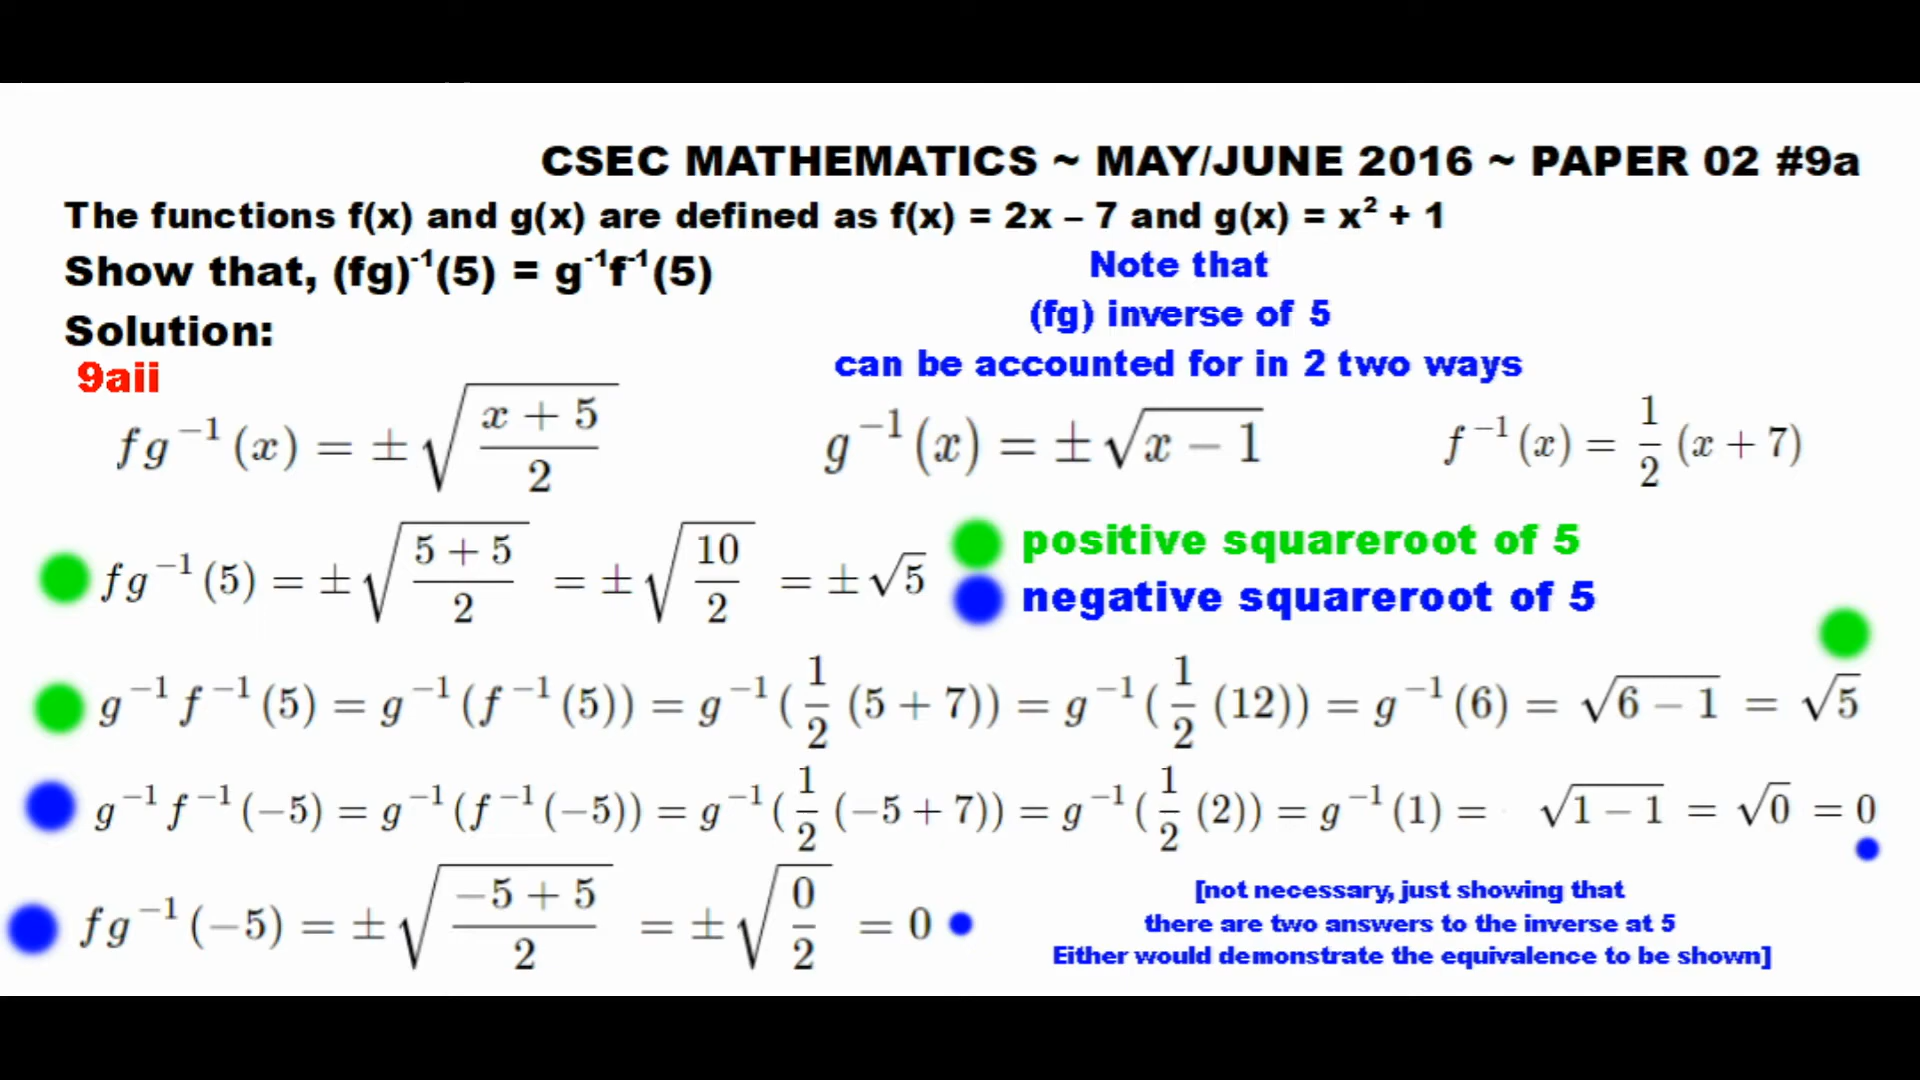 CSEC MATHEMATICS ~ MAY/JUNE 2016 ~ PAPER 02 #9a
The functions f(x) and g(x) are defined as f(x) = 2x – 7 and g(x) = x² + 1
Show that, (fg)⁻¹(5) = g⁻¹f⁻¹(5)
Note that
(fg) inverse of 5
can be accounted for in 2 two ways
Solution:
9aii
fg⁻¹(x) = ±√((x + 5)/2)
g⁻¹(x) = ±√(x − 1)
f⁻¹(x) = 1/2 (x + 7)
fg⁻¹(5) = ±√((5 + 5)/2) = ±√(10/2) = ±√5
positive squareroot of 5
negative squareroot of 5
g⁻¹f⁻¹(5) = g⁻¹(f⁻¹(5)) = g⁻¹(1/2 (5 + 7)) = g⁻¹(1/2 (12)) = g⁻¹(6) = √(6 − 1) = √5
g⁻¹f⁻¹(−5) = g⁻¹(f⁻¹(−5)) = g⁻¹(1/2 (−5 + 7)) = g⁻¹(1/2 (2)) = g⁻¹(1) = √(1 − 1) = √0 = 0
fg⁻¹(−5) = ±√((−5 + 5)/2) = ±√(0/2) = 0
[not necessary, just showing that
there are two answers to the inverse at 5
Either would demonstrate the equivalence to be shown]